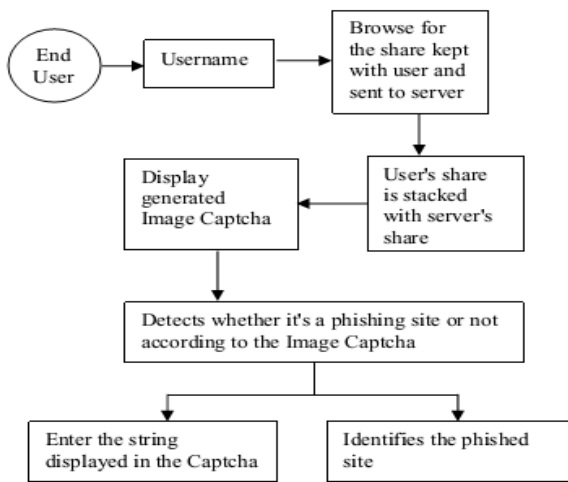 End
User
Username
Browse for
the share kept
with user and
sent to server
User's share
is stacked
with server's
share
Display
generated
Image Captcha
Detects whether it's a phishing site or not
according to the Image Captcha
Enter the string
displayed in the Captcha
Identifies the phished
site